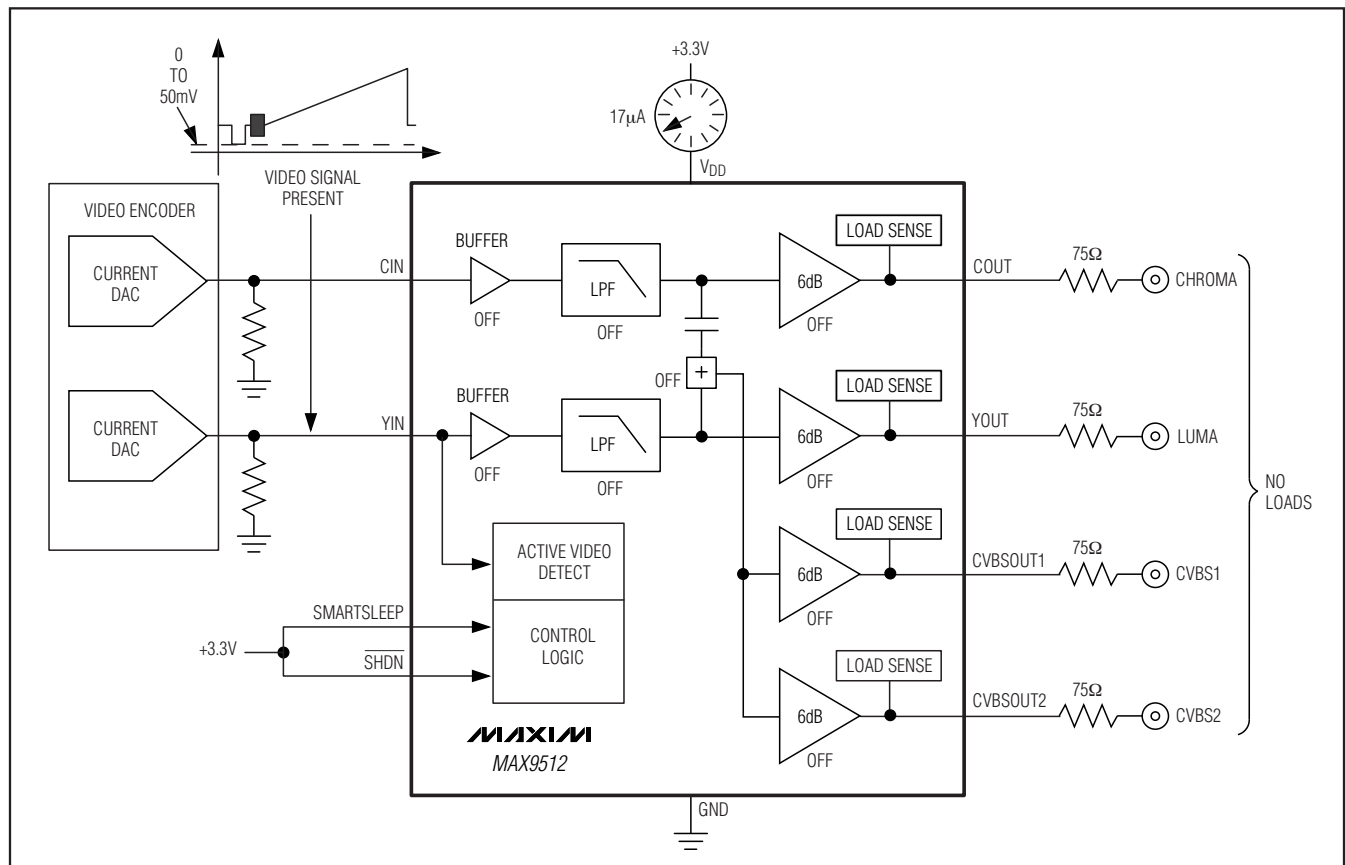 0
TO
50mV
+3.3V
17µA
VDD
VIDEO SIGNAL
PRESENT
VIDEO ENCODER
CURRENT
DAC
CIN
BUFFER
OFF
LPF
OFF
6dB
OFF
LOAD SENSE
COUT
75Ω
CHROMA
OFF
+
CURRENT
DAC
YIN
BUFFER
OFF
LPF
OFF
6dB
OFF
LOAD SENSE
YOUT
75Ω
LUMA
NO
LOADS
ACTIVE VIDEO
DETECT
CONTROL
LOGIC
SMARTSLEEP
+3.3V
SHDN
6dB
OFF
LOAD SENSE
CVBSOUT1
75Ω
CVBS1
6dB
OFF
LOAD SENSE
CVBSOUT2
75Ω
CVBS2
MAXIM
MAX9512
GND